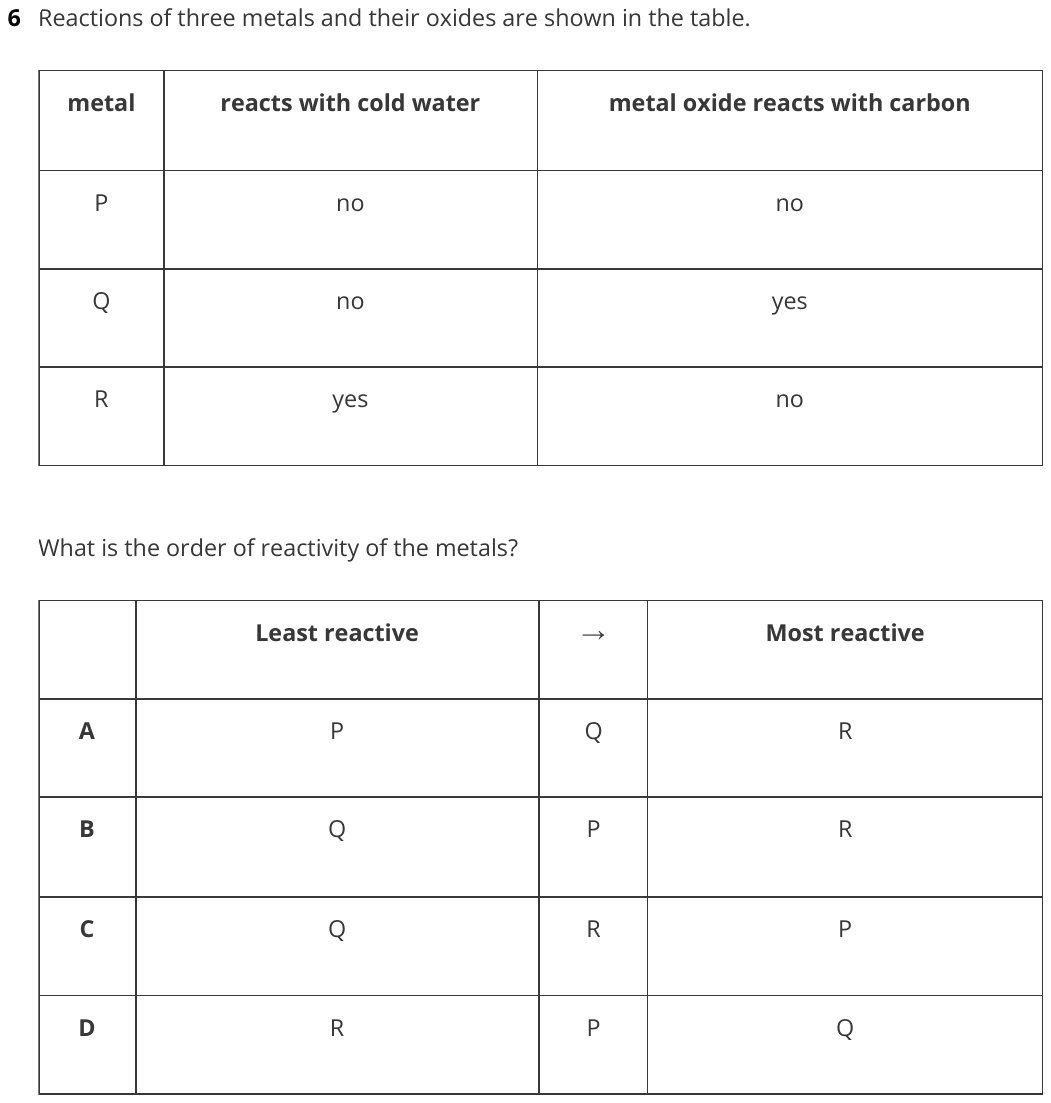 6 Reactions of three metals and their oxides are shown in the table.
metal reacts with cold water metal oxide reacts with carbon
P no no
Q no yes
R yes no
What is the order of reactivity of the metals?
Least reactive → Most reactive
A P Q R
B Q P R
C Q R P
D R P Q